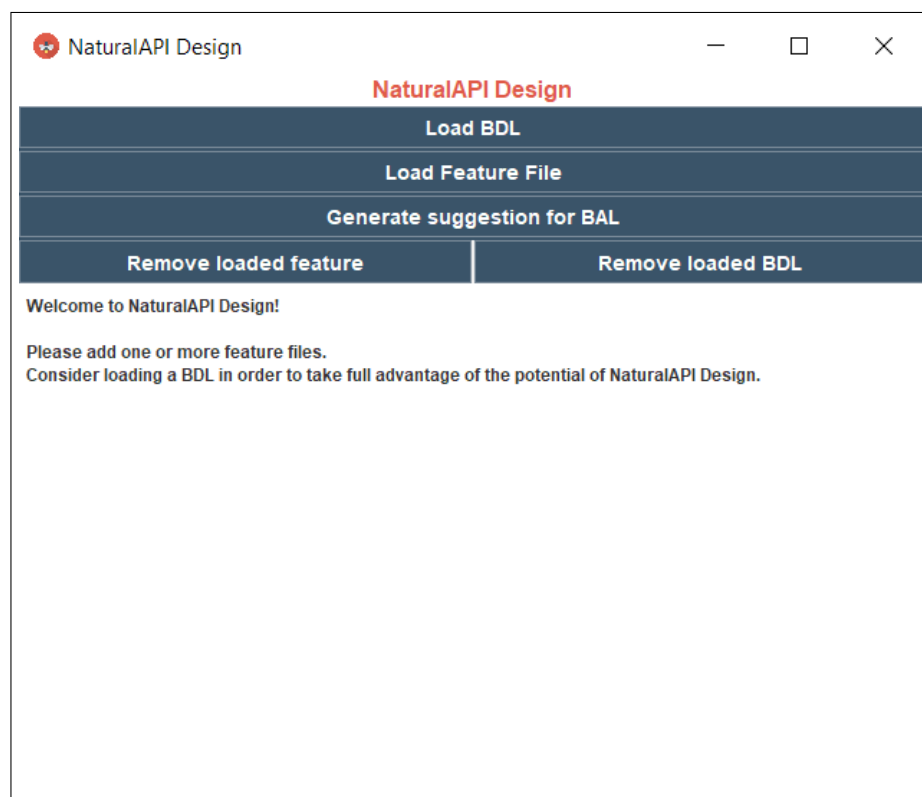 NaturalAPI Design
NaturalAPI Design
Load BDL
Load Feature File
Generate suggestion for BAL
Remove loaded feature
Remove loaded BDL
Welcome to NaturalAPI Design!
Please add one or more feature files.
Consider loading a BDL in order to take full advantage of the potential of NaturalAPI Design.